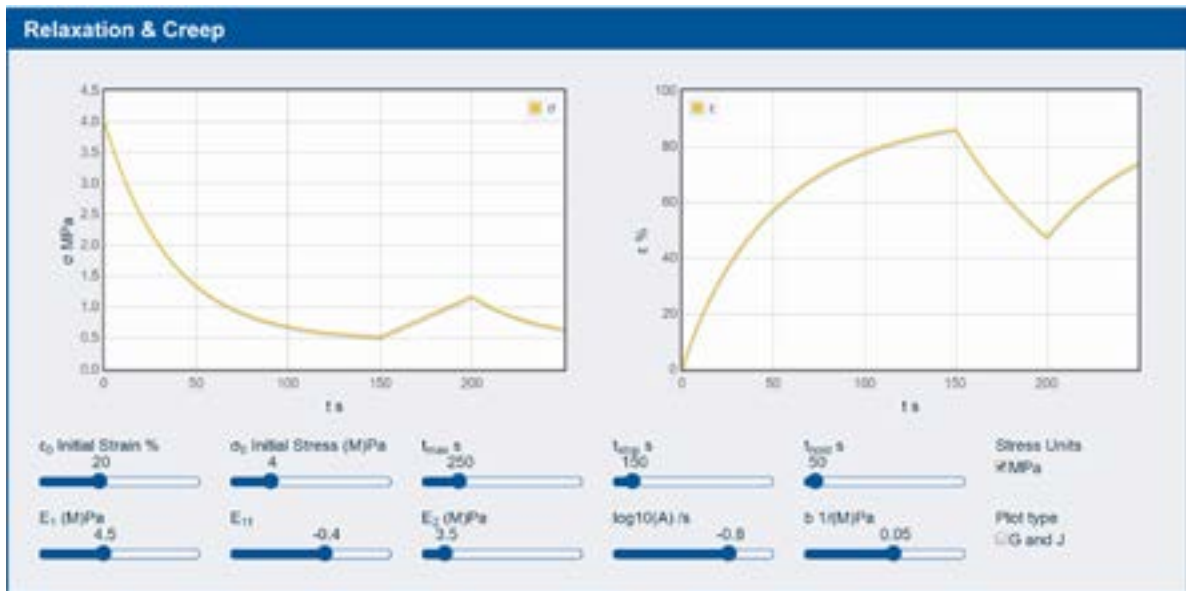 Relaxation & Creep
4.5
4.0
3.5
3.0
2.5
2.0
1.5
1.0
0.5
0.0
σ MPa
σ
0 50 100 150 200
t s
100
80
60
40
20
0
ε %
ε
0 50 100 150 200
t s
ε₀ Initial Strain %
20
σ₀ Initial Stress (M)Pa
4
tmax s
250
tstop s
150
thold s
50
Stress Units
MPa
E₁ (M)Pa
4.5
E₁₁
-0.4
E₂ (M)Pa
3.5
log10(A) /s
-0.8
b 1/(M)Pa
0.05
Plot type
G and J